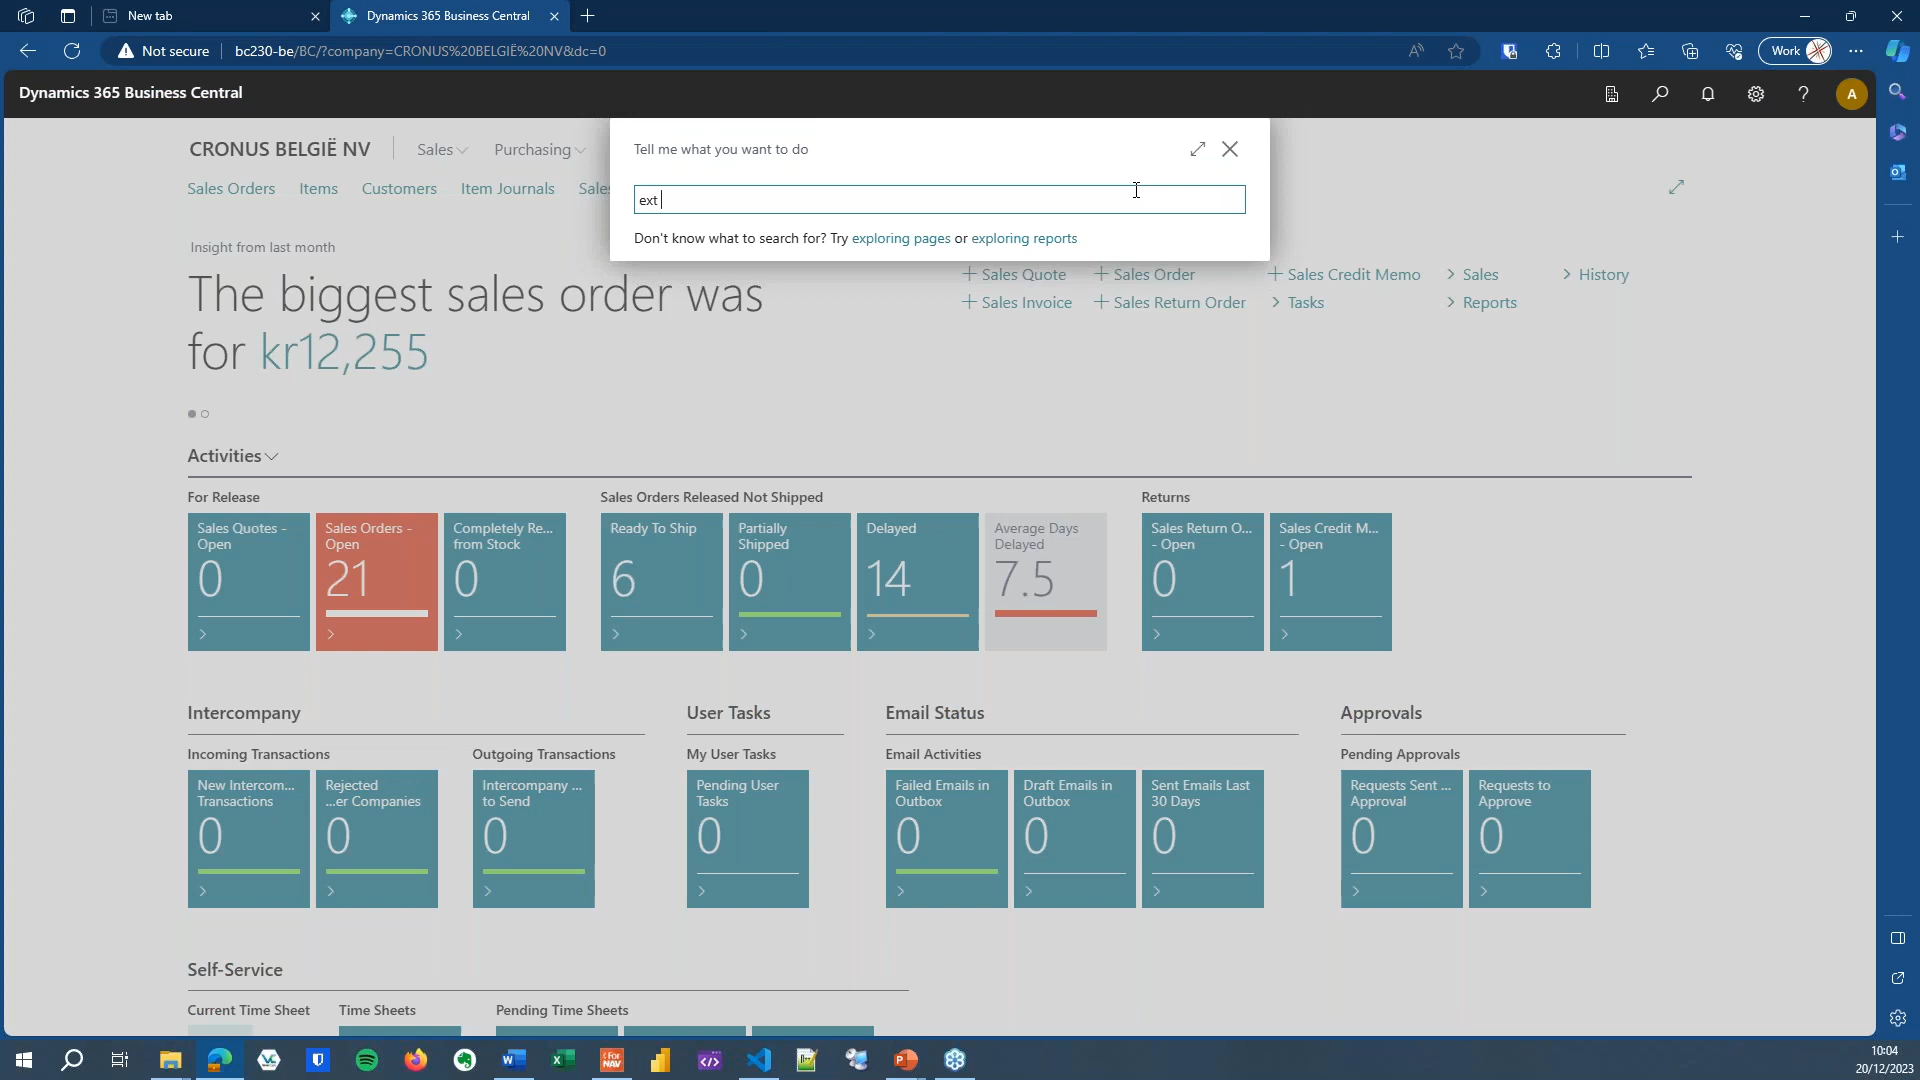 New tab
Dynamics 365 Business Central
Not secure
bc230-be/BC/?company=CRONUS%20BELGIË%20NV&dc=0
Work
Dynamics 365 Business Central
A
CRONUS BELGIË NV
Sales
Purchasing
Sales Orders
Items
Customers
Item Journals
Sales
Tell me what you want to do
ext
Don't know what to search for? Try exploring pages or exploring reports
Insight from last month
The biggest sales order was
for kr12,255
+ Sales Quote
+ Sales Order
+ Sales Credit Memo
> Sales
> History
+ Sales Invoice
+ Sales Return Order
> Tasks
> Reports
Activities
For Release
Sales Orders Released Not Shipped
Returns
Sales Quotes -
Open
0
Sales Orders -
Open
21
Completely Re...
from Stock
0
Ready To Ship
6
Partially
Shipped
0
Delayed
14
Average Days
Delayed
7.5
Sales Return O...
- Open
0
Sales Credit M...
- Open
1
Intercompany
User Tasks
Email Status
Approvals
Incoming Transactions
Outgoing Transactions
My User Tasks
Email Activities
Pending Approvals
New Intercom...
Transactions
0
Rejected
...er Companies
0
Intercompany ...
to Send
0
Pending User
Tasks
0
Failed Emails in
Outbox
0
Draft Emails in
Outbox
0
Sent Emails Last
30 Days
0
Requests Sent ...
Approval
0
Requests to
Approve
0
Self-Service
Current Time Sheet
Time Sheets
Pending Time Sheets
10:04
20/12/2023